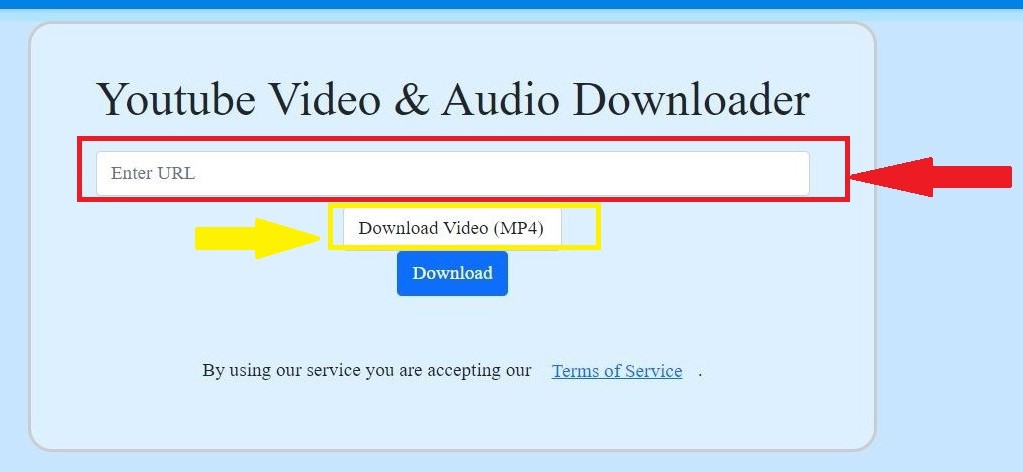 Youtube Video & Audio Downloader
Enter URL
Download Video (MP4)
Download
By using our service you are accepting our Terms of Service .